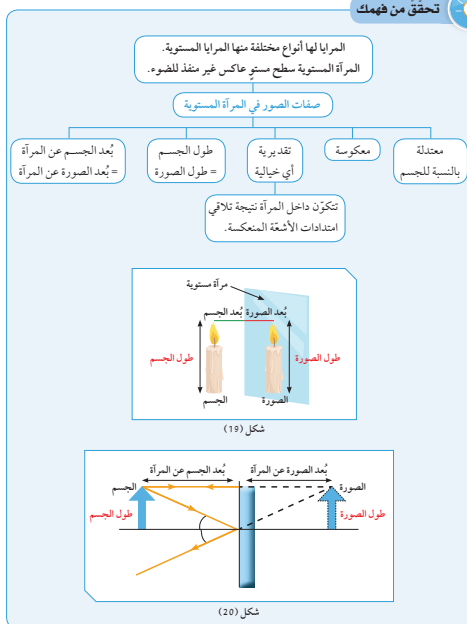 تحقّق من فهمك
المرايا لها أنواع مختلفة منها المرايا المستوية.
المرآة المستوية سطح مستوٍ عاكس غير منفذ للضوء.
صفات الصور في المرآة المستوية
معتدلة
بالنسبة للجسم
معكوسة
تقديرية
أي خيالية
طول الجسم
= طول الصورة
بُعد الجسم عن المرآة
= بُعد الصورة عن المرآة
تتكوّن داخل المرآة نتيجة تلاقي
امتدادات الأشعّة المنعكسة.
مرآة مستوية
بُعد الصورة بُعد الجسم
طول الصورة
طول الجسم
الصورة
الجسم
شكل (19)
بُعد الصورة عن المرآة
بُعد الجسم عن المرآة
الصورة
الجسم
طول الصورة
طول الجسم
شكل (20)